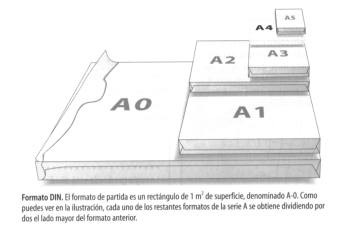 A5
A4
A2
A3
A0
A1
Formato DIN. El formato de partida es un rectángulo de 1 m² de superficie, denominado A-0. Como
puedes ver en la ilustración, cada uno de los restantes formatos de la serie A se obtiene dividiendo por
dos el lado mayor del formato anterior.